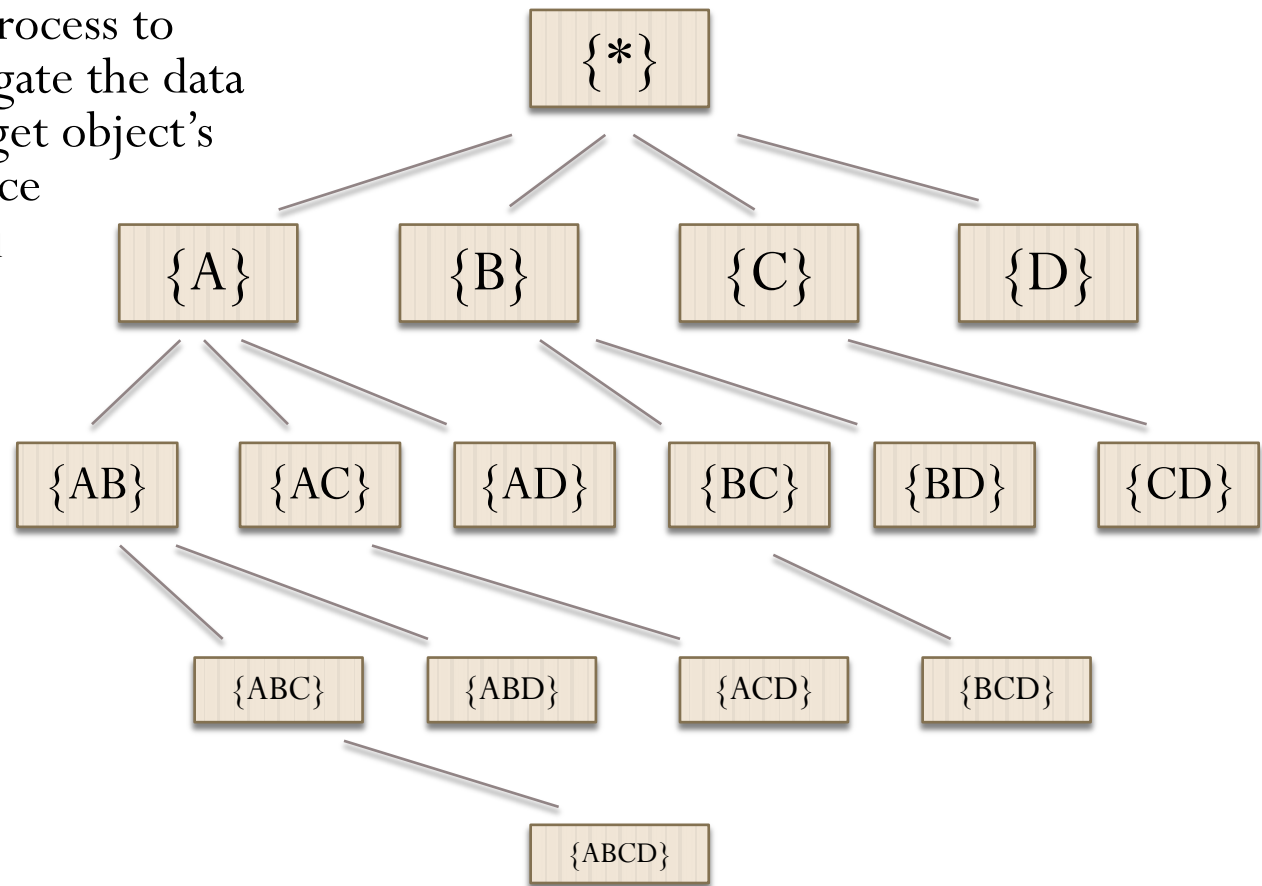 rocess to
gate the data
get object's
ce
{*}
{A} {B} {C} {D}
{AB} {AC} {AD} {BC} {BD} {CD}
{ABC} {ABD} {ACD} {BCD}
{ABCD}